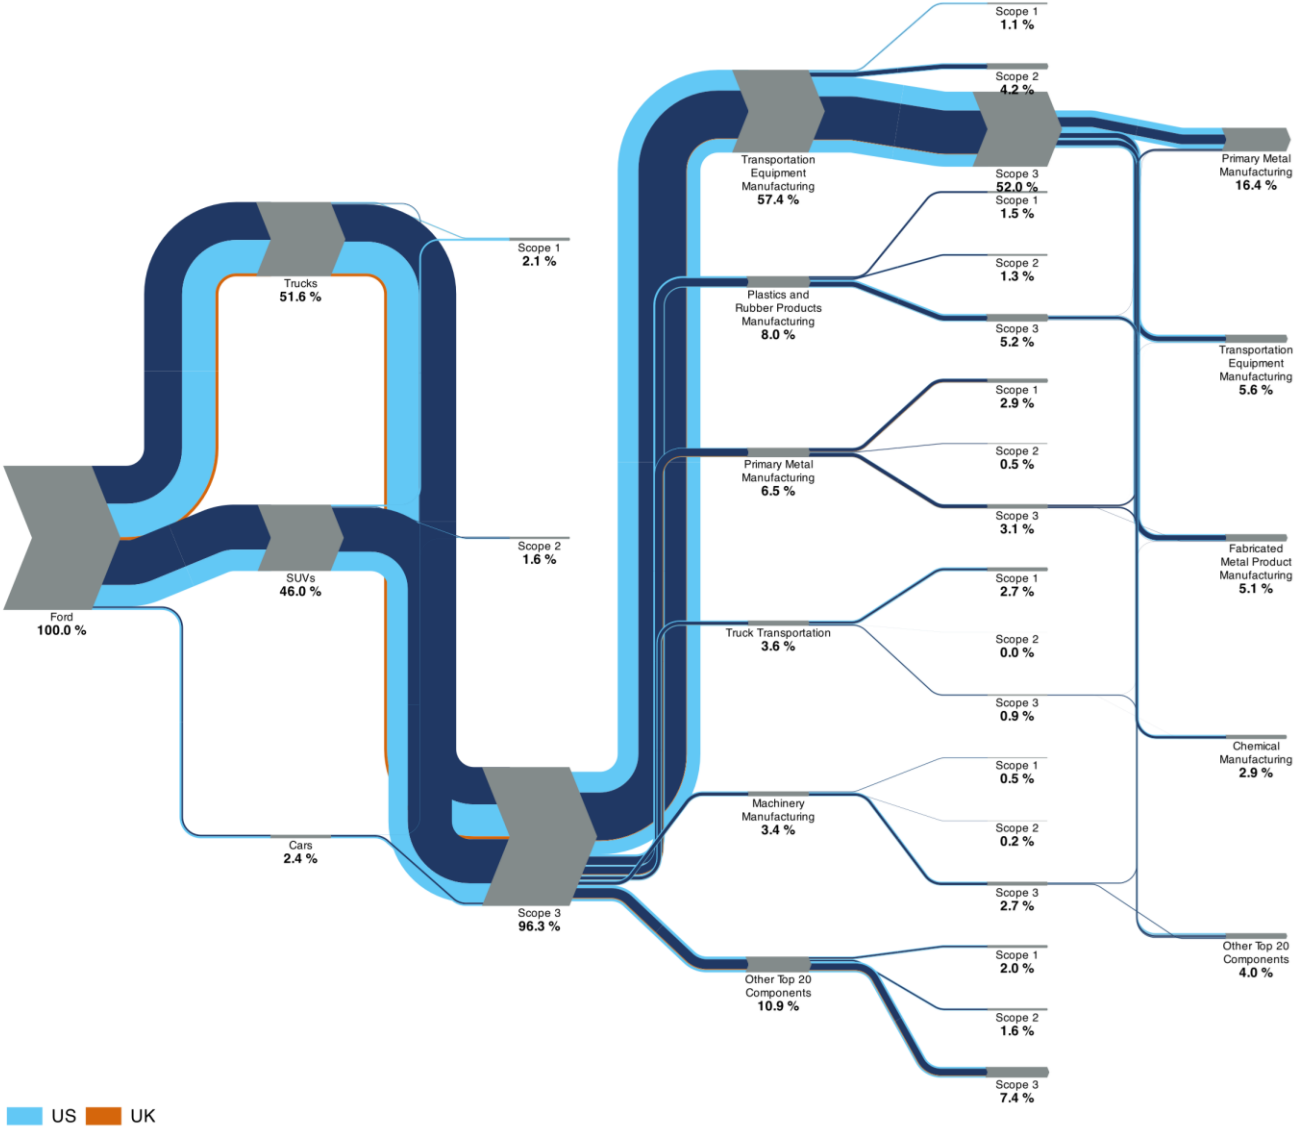 Ford
100.0 %
Trucks
51.6 %
SUVs
46.0 %
Cars
2.4 %
Scope 1
2.1 %
Scope 2
1.6 %
Scope 3
96.3 %
Transportation
Equipment
Manufacturing
57.4 %
Plastics and
Rubber Products
Manufacturing
8.0 %
Primary Metal
Manufacturing
6.5 %
Truck Transportation
3.6 %
Machinery
Manufacturing
3.4 %
Other Top 20
Components
10.9 %
Scope 1
1.1 %
Scope 2
4.2 %
Scope 3
52.0 %
Scope 1
1.5 %
Scope 2
1.3 %
Scope 3
5.2 %
Scope 1
2.9 %
Scope 2
0.5 %
Scope 3
3.1 %
Scope 1
2.7 %
Scope 2
0.0 %
Scope 3
0.9 %
Scope 1
0.5 %
Scope 2
0.2 %
Scope 3
2.7 %
Scope 1
2.0 %
Scope 2
1.6 %
Scope 3
7.4 %
Primary Metal
Manufacturing
16.4 %
Transportation
Equipment
Manufacturing
5.6 %
Fabricated
Metal Product
Manufacturing
5.1 %
Chemical
Manufacturing
2.9 %
Other Top 20
Components
4.0 %
US UK